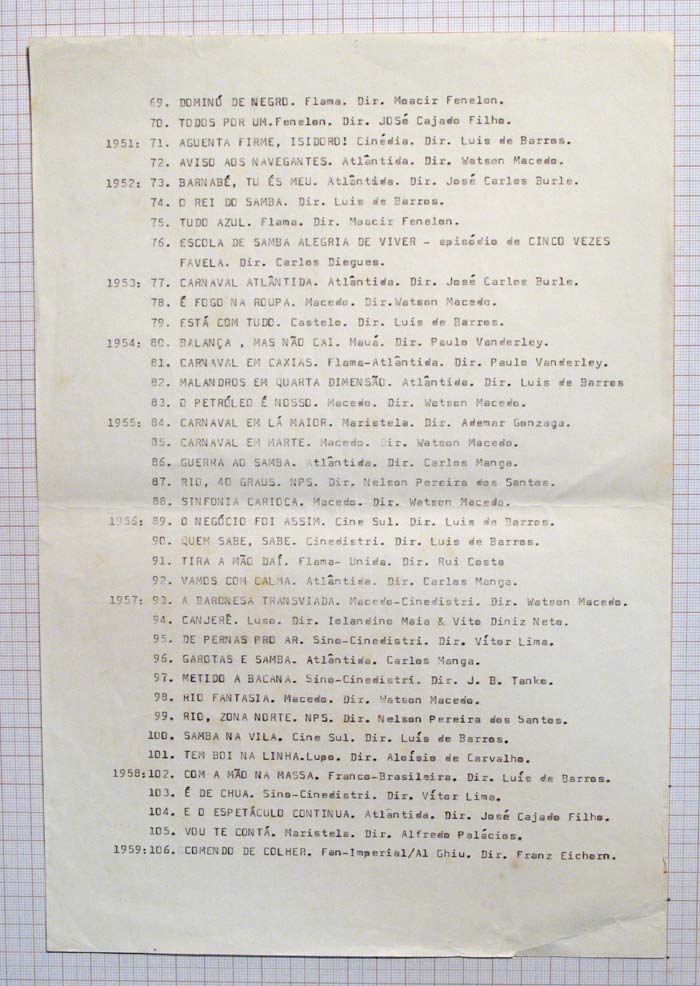 69. DOMINÓ DE NEGRO. Flama. Dir. Moacir Fenelon.
70. TODOS POR UM.Fenelon. Dir. JOSé Cajado Filho.
1951: 71. AGUENTA FIRME, ISIDORO! Cinédia. Dir. Luis de Barros.
72. AVISO AOS NAVEGANTES. Atlântida. Dir. Watson Macedo.
1952: 73. BARNABÉ, TU ÉS MEU. Atlântida. Dir. José Carlos Burle.
74. O REI DO SAMBA. Dir. Luis de Barros.
75. TUDO AZUL. Flama. Dir. Moacir Fenelon.
76. ESCOLA DE SAMBA ALEGRIA DE VIVER - episódio de CINCO VEZES
FAVELA. Dir. Carlos Diegues.
1953: 77. CARNAVAL ATLÂNTIDA. Atlântida. Dir. José Carlos Burle.
78. É FOGO NA ROUPA. Macedo. Dir.Watson Macedo.
79. ESTÁ COM TUDO. Castelo. Dir. Luis de Barros.
1954: 80. BALANÇA , MAS NÃO CAI. Mauá. Dir. Paulo Vanderley.
81. CARNAVAL EM CAXIAS. Flama-Atlântida. Dir. Paulo Vanderley.
82. MALANDROS EM QUARTA DIMENSÃO. Atlântida. Dir. Luis de Barros
83. O PETRÓLEO É NOSSO. Macedo. Dir. Watson Macedo.
1955: 84. CARNAVAL EM LÁ MAIOR. Maristela. Dir. Ademar Gonzaga.
85. CARNAVAL EM MARTE. Macedo. Dir. Watson Macedo.
86. GUERRA AO SAMBA. Atlântida. Dir. Carlos Manga.
87. RIO, 40 GRAUS. NPS. Dir. Nelson Pereira dos Santos.
88. SINFONIA CARIOCA. Macedo. Dir. Watson Macedo.
1956: 89. O NEGÓCIO FOI ASSIM. Cine Sul. Dir. Luis de Barros.
90. QUEM SABE, SABE. Cinedistri. Dir. Luis de Barros.
91. TIRA A MÃO DAÍ. Flama- Unida. Dir. Rui Costa
92. VAMOS COM CALMA. Atlântida. Dir. Carlos Manga.
1957: 93. A BARONESA TRANSVIADA. Macedo-Cinedistri. Dir. Watson Macedo.
94. CANJERÊ. Luso. Dir. Iolandino Maia & Vito Diniz Neto.
95. DE PERNAS PRO AR. Sino-Cinedistri. Dir. Vítor Lima.
96. GAROTAS E SAMBA. Atlântida. Carlos Manga.
97. METIDO A BACANA. Sino-Cinedistri. Dir. J. B. Tanko.
98. RIO FANTASIA. Macedo. Dir. Watson Macedo.
99. RIO, ZONA NORTE. NPS. Dir. Nelson Pereira dos Santos.
100. SAMBA NA VILA. Cine Sul. Dir. Luís de Barros.
101. TEM BOI NA LINHA.Lupo. Dir. Aloísio de Carvalho.
1958:102. COM A MÃO NA MASSA. Franco-Brasileira. Dir. Luís de Barros.
103. É DE CHUA. Sino-Cinedistri. Dir. Vítor Lima.
104. E O ESPETÁCULO CONTINUA. Atlântida. Dir. José Cajado Filho.
105. VOU TE CONTÁ. Maristela. Dir. Alfredo Palácios.
1959:106. COMENDO DE COLHER. Fan-Imperial/Al Ghiu. Dir. Franz Eichorn.